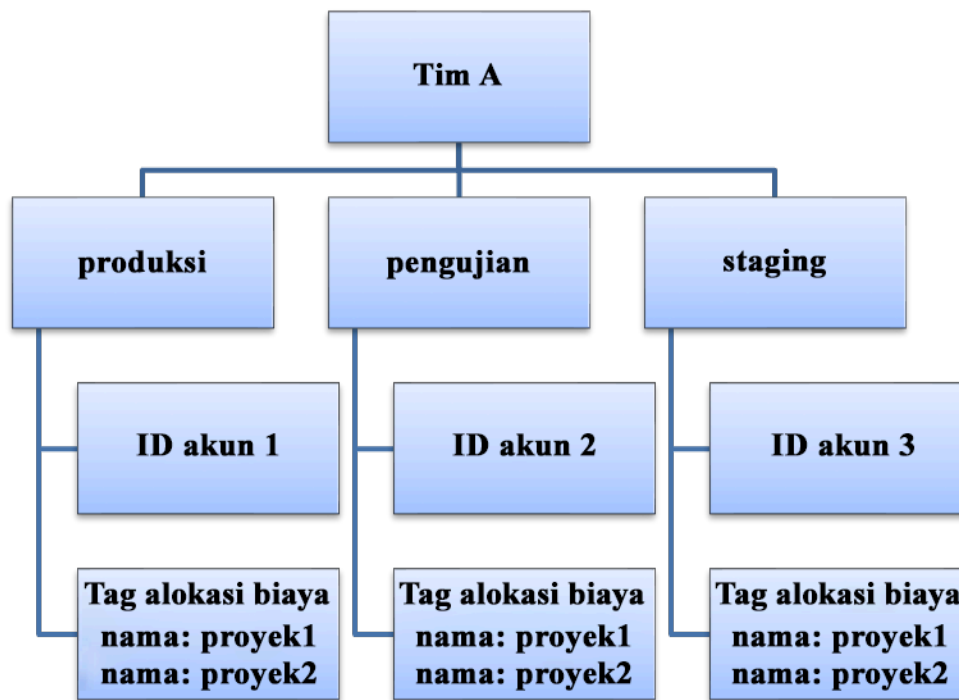 Tim A
produksi
pengujian
staging
ID akun 1
ID akun 2
ID akun 3
Tag alokasi biaya
nama: proyek1
nama: proyek2
Tag alokasi biaya
nama: proyek1
nama: proyek2
Tag alokasi biaya
nama: proyek1
nama: proyek2